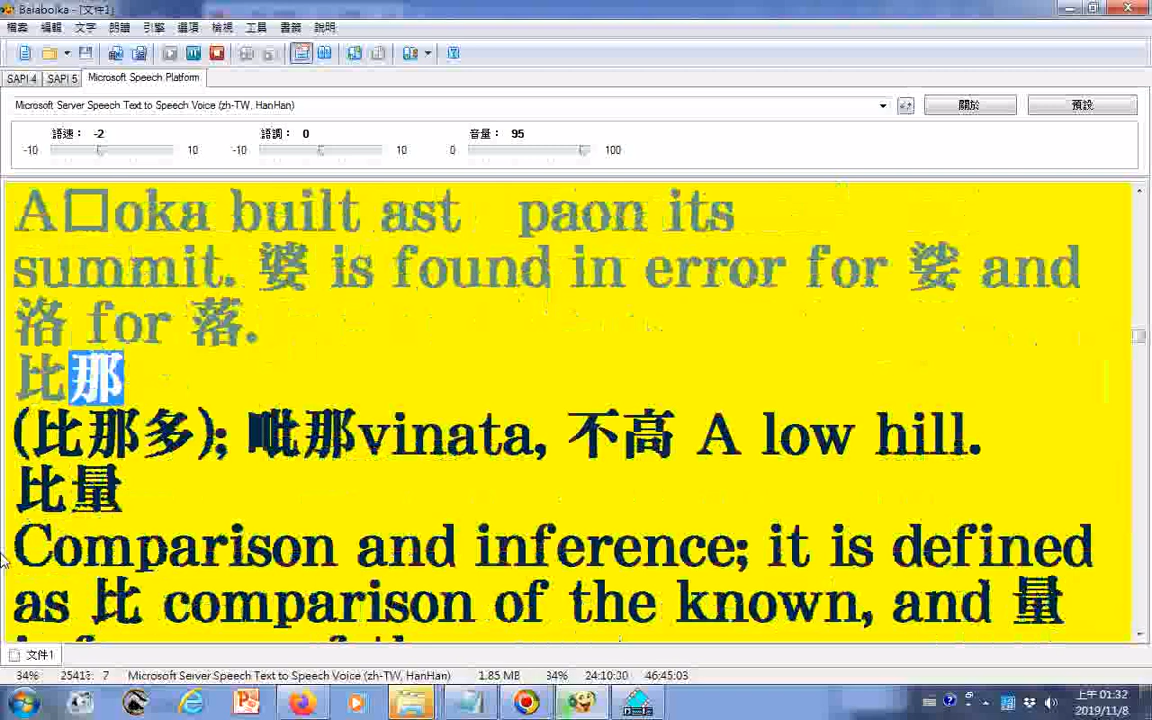 Balabolka - [文件1]
檔案 編輯 文字 朗讀 引擎 選項 檢視 工具 書籤 說明
SAPI 4 SAPI 5 Microsoft Speech Platform
Microsoft Server Speech Text to Speech Voice (zh-TW, HanHan) 關於 預設
語速： -2 語調： 0 音量： 95
-10 10 -10 10 0 100
A□oka built ast paon its
summit. 婆 is found in error for 娑 and
洛 for 落.
比那
(比那多); 毗那vinata, 不高 A low hill.
比量
Comparison and inference; it is defined
as 比 comparison of the known, and 量
文件1
34% 25413: 7 Microsoft Server Speech Text to Speech Voice (zh-TW, HanHan) 1.85 MB 34% 24:10:30 46:45:03
上午 01:32
2019/11/8